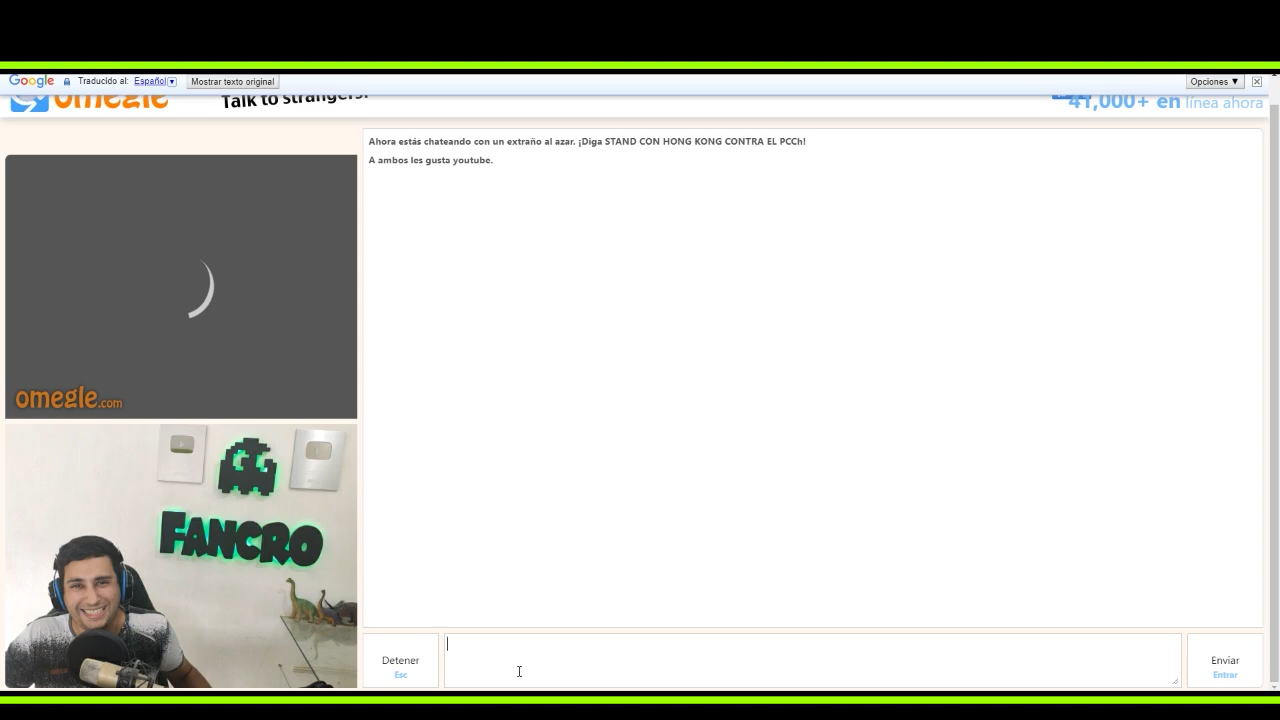 Google Traducido al: Español Mostrar texto original Opciones ▼
omegle Talk to strangers! 41,000+ en línea ahora
Ahora estás chateando con un extraño al azar. ¡Diga STAND CON HONG KONG CONTRA EL PCCh!
A ambos les gusta youtube.
omegle.com
FANCRO
Detener
Esc
Enviar
Entrar